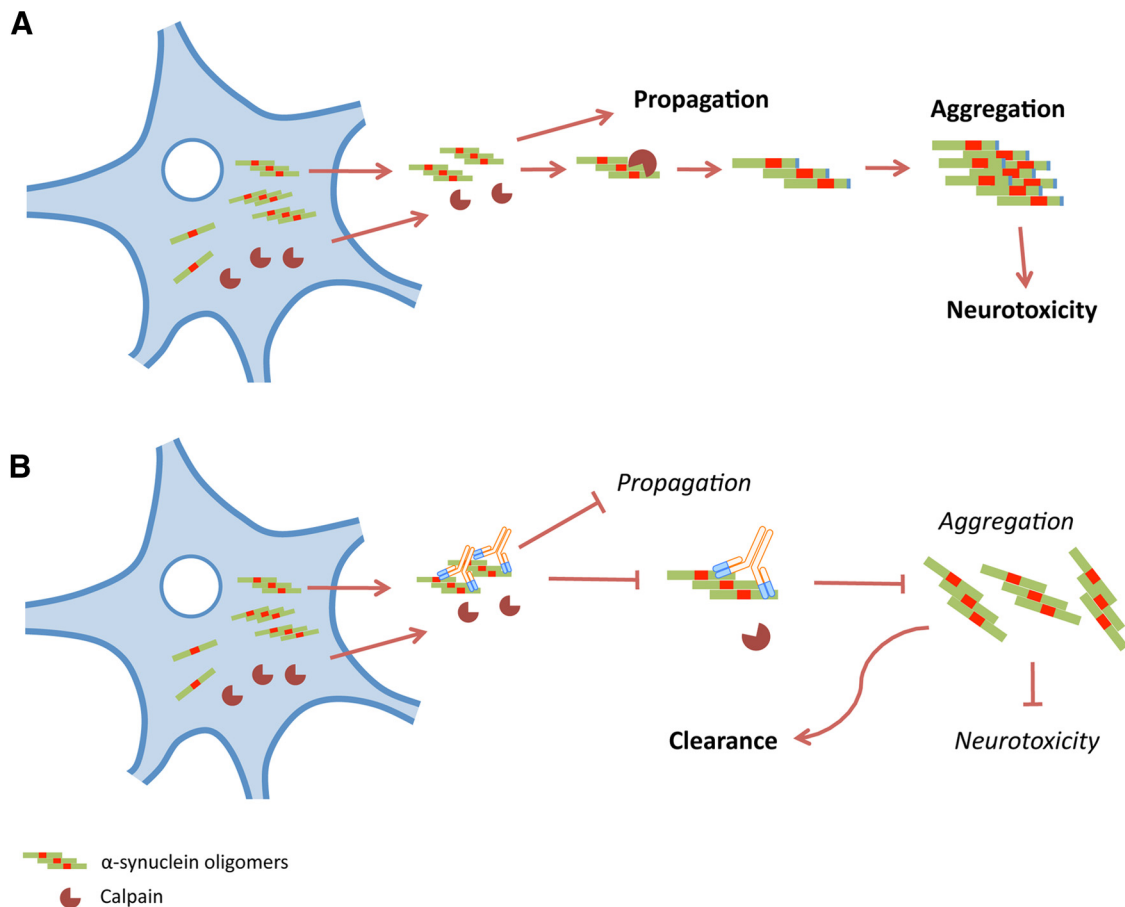 A
Propagation
Aggregation
Neurotoxicity
B
Propagation
Aggregation
Clearance
Neurotoxicity
α-synuclein oligomers
Calpain